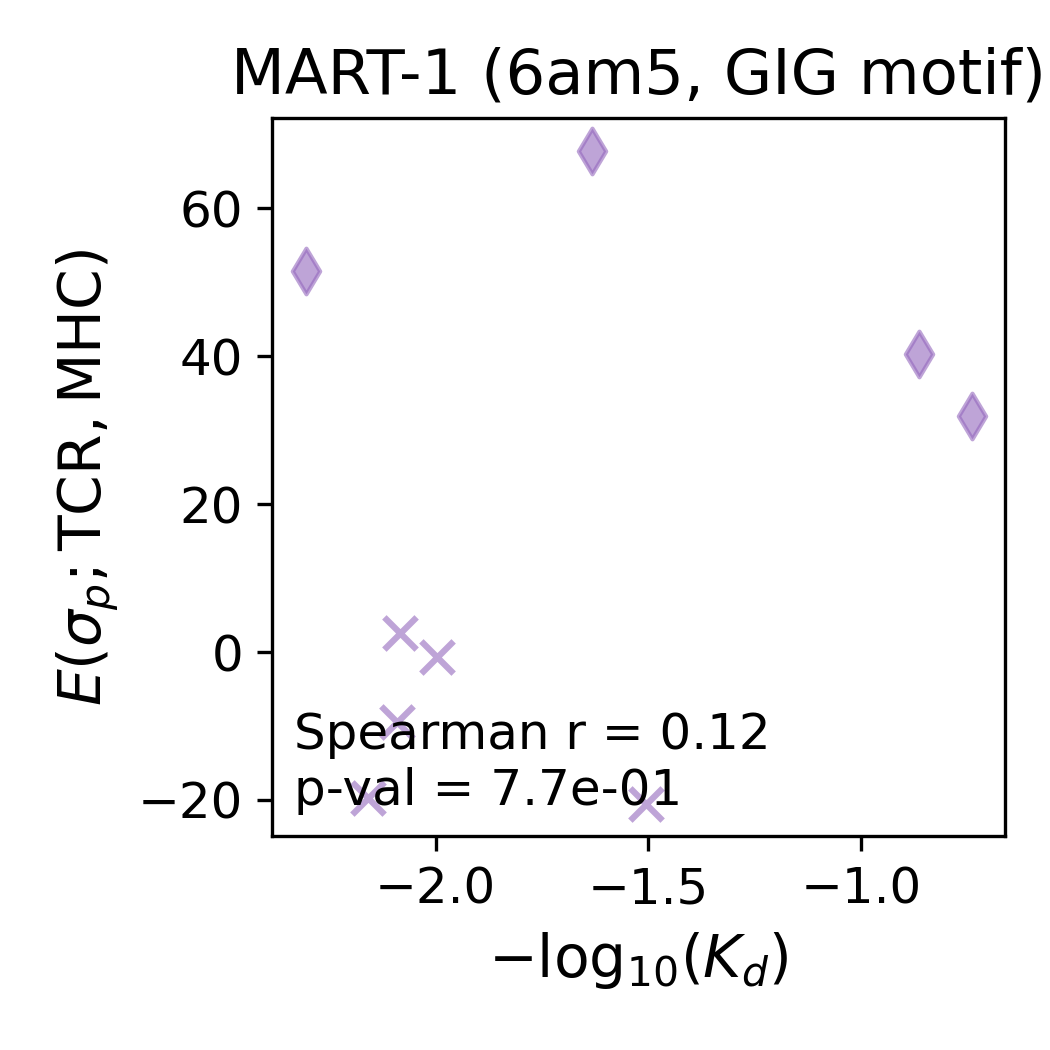 MART-1 (6am5, GIG motif)
E(σₚ; TCR, MHC)
60
40
20
0
−20
Spearman r = 0.12
p-val = 7.7e-01
−2.0 −1.5 −1.0
−log₁₀(K_d)